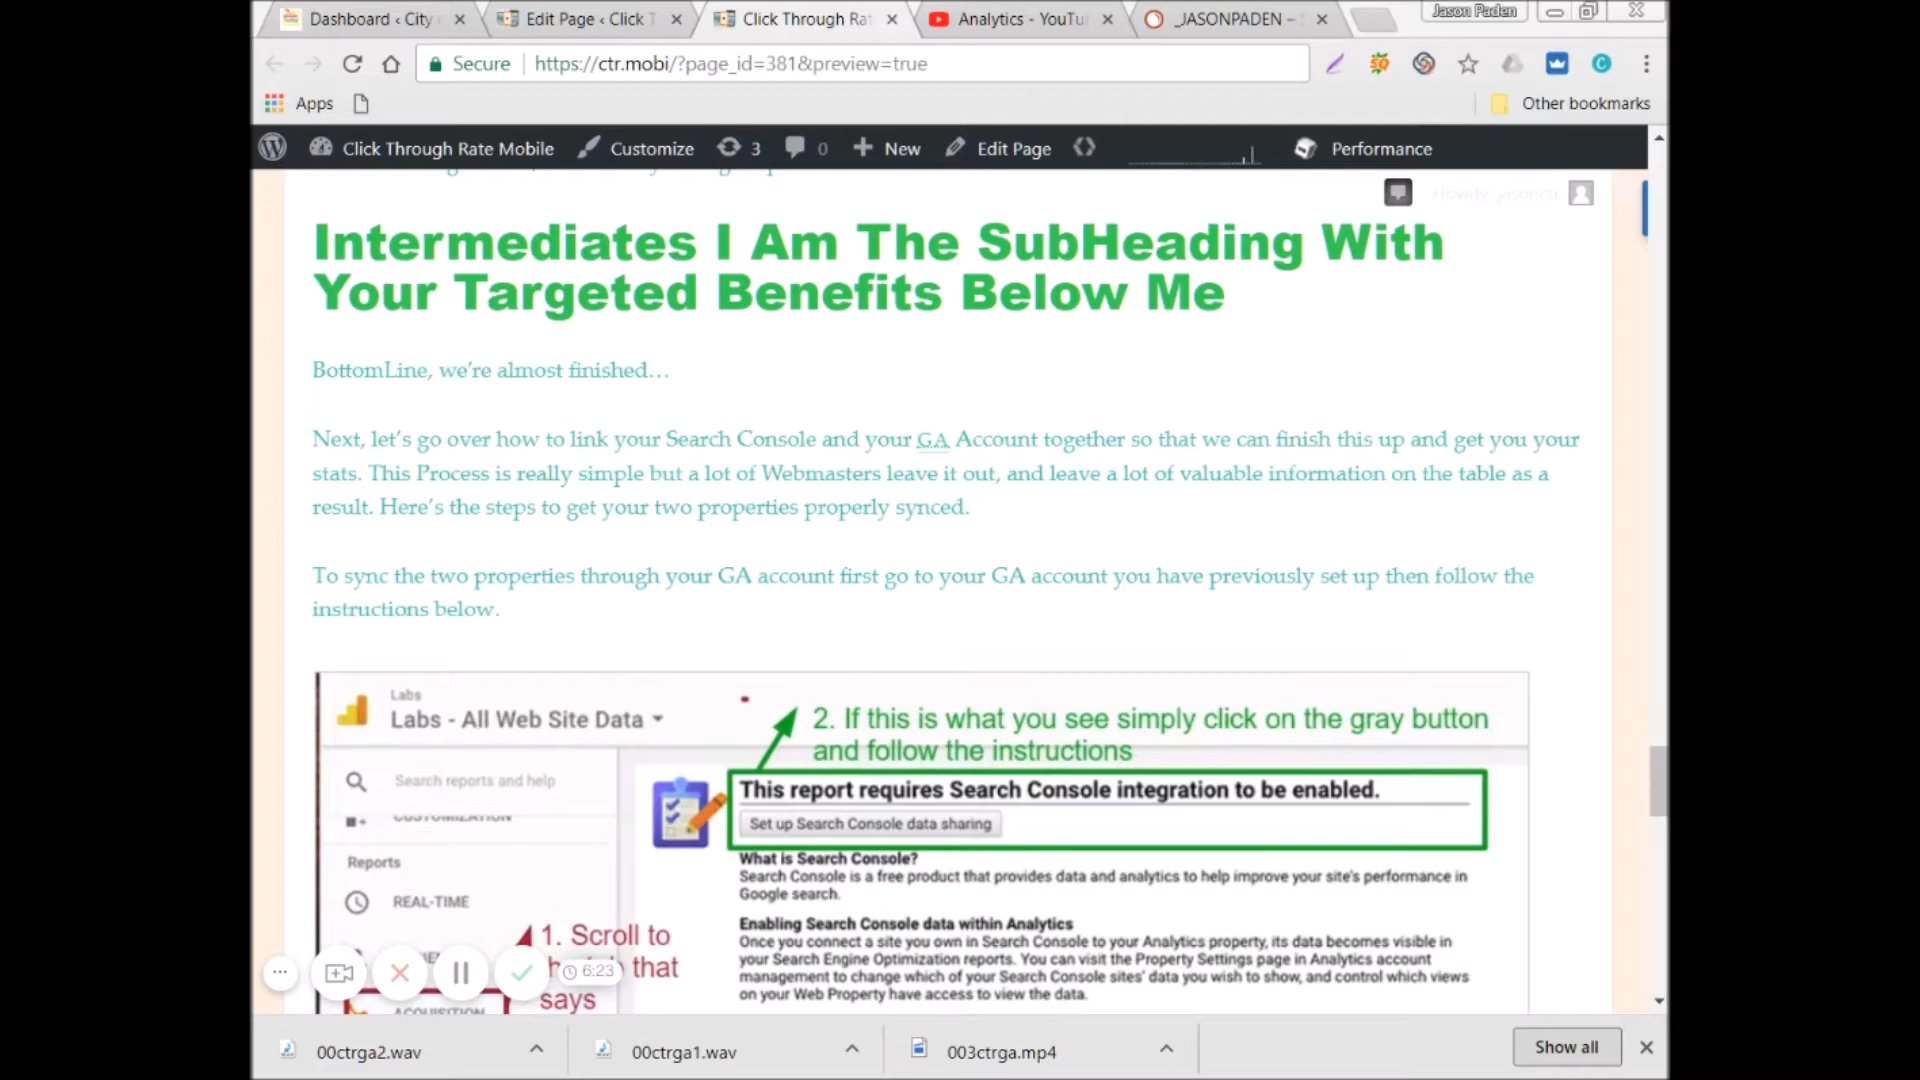 Dashboard ‹ City
Edit Page ‹ Click T
Click Through Rat
Analytics - YouTu
_JASONPADEN –
Jason Paden
Secure
https://ctr.mobi/?page_id=381&preview=true
Apps
Other bookmarks
Click Through Rate Mobile
Customize
3
0
New
Edit Page
Performance
Intermediates I Am The SubHeading With
Your Targeted Benefits Below Me
BottomLine, we're almost finished…
Next, let's go over how to link your Search Console and your GA Account together so that we can finish this up and get you your
stats. This Process is really simple but a lot of Webmasters leave it out, and leave a lot of valuable information on the table as a
result. Here's the steps to get your two properties properly synced.
To sync the two properties through your GA account first go to your GA account you have previously set up then follow the
instructions below.
Labs
Labs - All Web Site Data
2. If this is what you see simply click on the gray button
and follow the instructions
Search reports and help
This report requires Search Console integration to be enabled.
CUSTOMIZATION
Set up Search Console data sharing
What is Search Console?
Reports
Search Console is a free product that provides data and analytics to help improve your site's performance in
Google search.
REAL-TIME
Enabling Search Console data within Analytics
Once you connect a site you own in Search Console to your Analytics property, its data becomes visible in
your Search Engine Optimization reports. You can visit the Property Settings page in Analytics account
management to change which of your Search Console sites' data you wish to show, and control which views
on your Web Property have access to view the data.
1. Scroll to
that
says
6:23
ACQUISITION
00ctrga2.wav
00ctrga1.wav
003ctrga.mp4
Show all